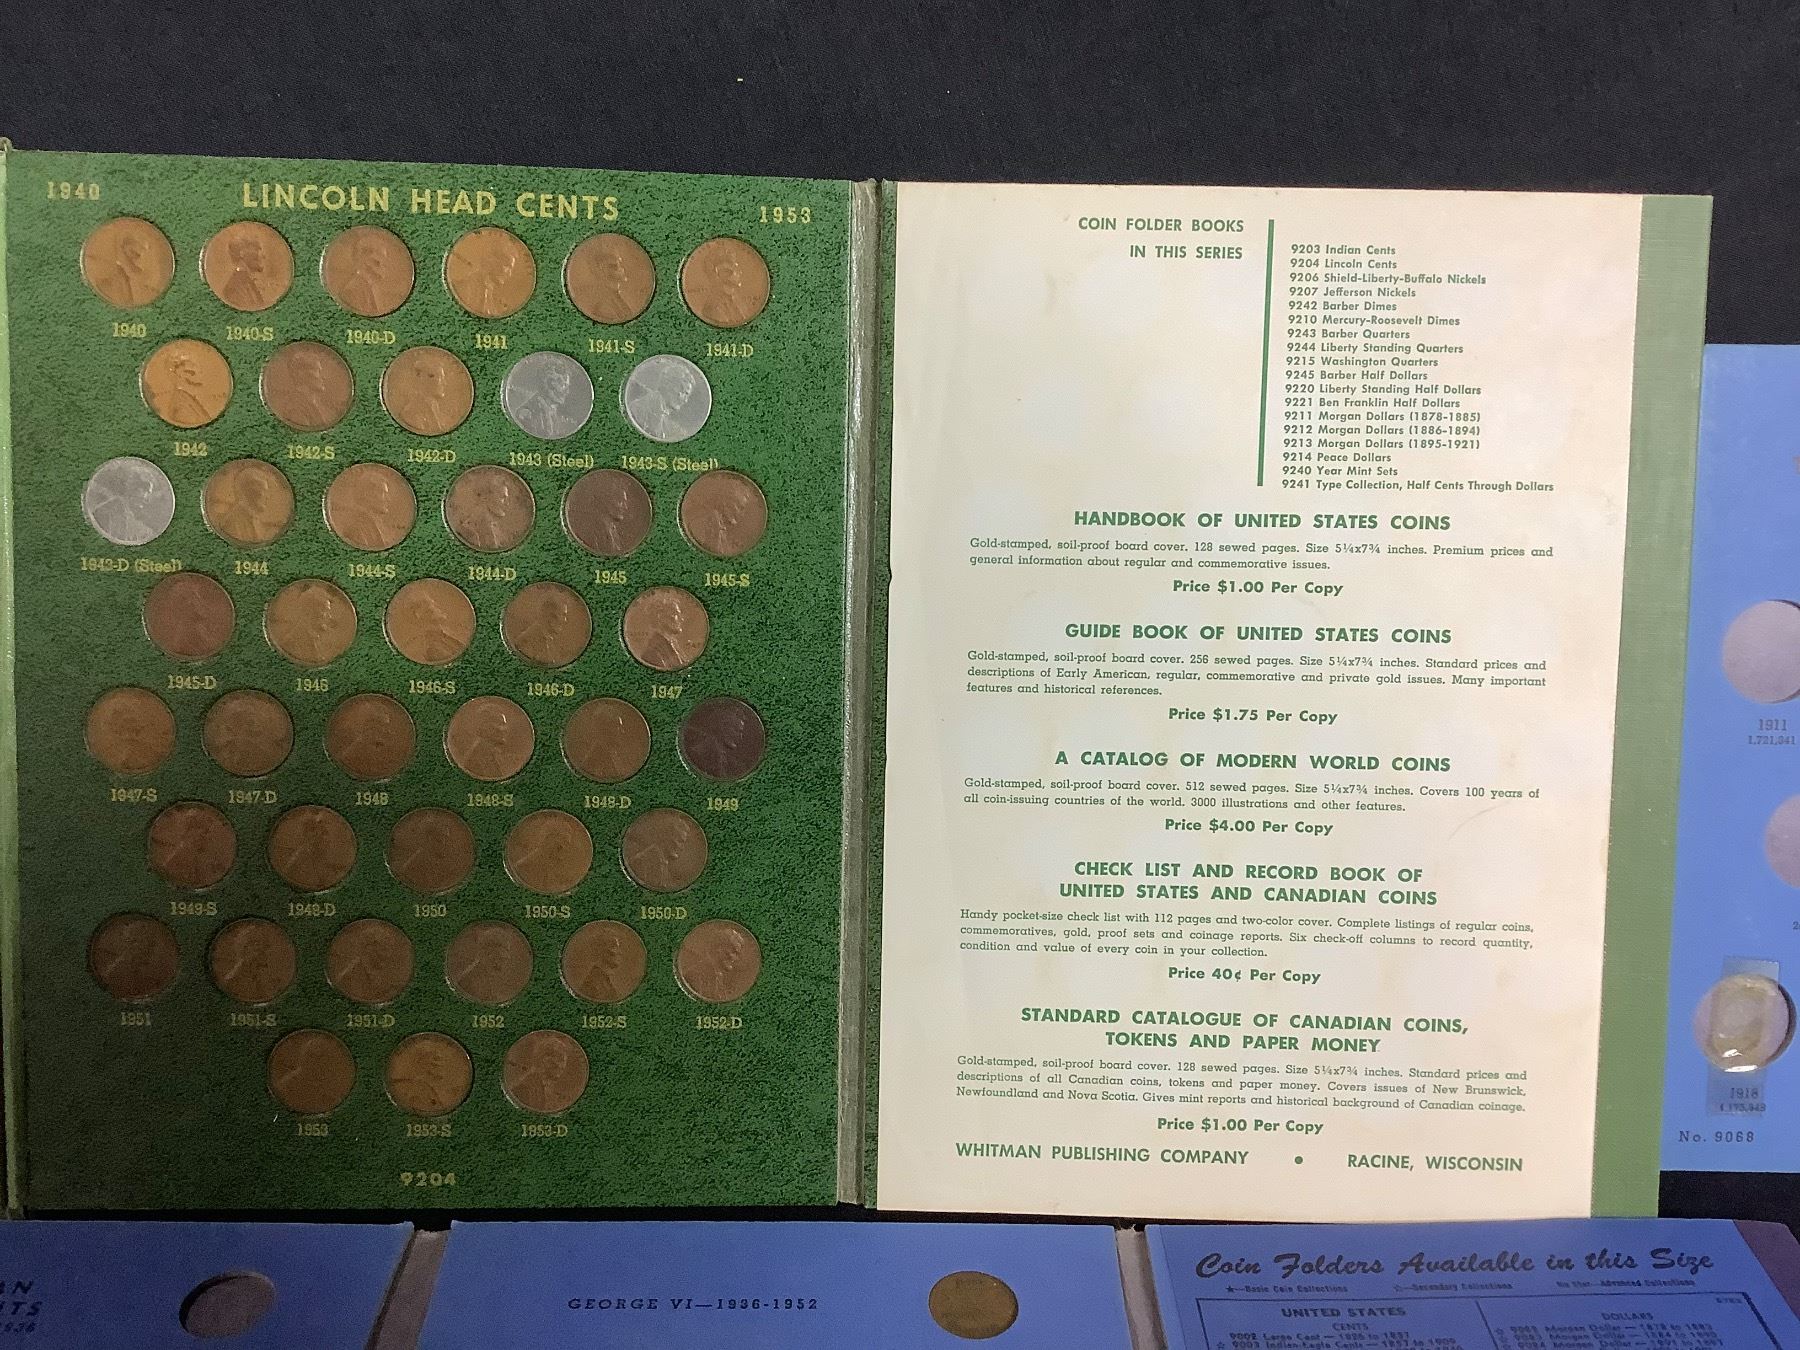 1940
LINCOLN HEAD CENTS
1953
1940 1940-S 1940-D 1941 1941-S 1941-D
1942 1942-S 1942-D 1943 (Steel) 1943-S (Steel)
1943-D (Steel) 1944 1944-S 1944-D 1945 1945-S
1945-D 1946 1946-S 1946-D 1947
1947-S 1947-D 1948 1948-S 1948-D 1949
1949-S 1949-D 1950 1950-S 1950-D
1951 1951-S 1951-D 1952 1952-S 1952-D
1953 1953-S 1953-D
9204
COIN FOLDER BOOKS
IN THIS SERIES
9203 Indian Cents
9204 Lincoln Cents
9206 Shield-Liberty-Buffalo Nickels
9207 Jefferson Nickels
9242 Barber Dimes
9210 Mercury-Roosevelt Dimes
9243 Barber Quarters
9244 Liberty Standing Quarters
9215 Washington Quarters
9245 Barber Half Dollars
9220 Liberty Standing Half Dollars
9221 Ben Franklin Half Dollars
9211 Morgan Dollars (1878-1885)
9212 Morgan Dollars (1886-1894)
9213 Morgan Dollars (1895-1921)
9214 Peace Dollars
9240 Year Mint Sets
9241 Type Collection, Half Cents Through Dollars
HANDBOOK OF UNITED STATES COINS
Gold-stamped, soil-proof board cover. 128 sewed pages. Size 5¼x7¾ inches. Premium prices and
general information about regular and commemorative issues.
Price $1.00 Per Copy
GUIDE BOOK OF UNITED STATES COINS
Gold-stamped, soil-proof board cover. 256 sewed pages. Size 5¼x7¾ inches. Standard prices and
descriptions of Early American, regular, commemorative and private gold issues. Many important
features and historical references.
Price $1.75 Per Copy
A CATALOG OF MODERN WORLD COINS
Gold-stamped, soil-proof board cover. 512 sewed pages. Size 5¼x7¾ inches. Covers 100 years of
all coin-issuing countries of the world. 3000 illustrations and other features.
Price $4.00 Per Copy
CHECK LIST AND RECORD BOOK OF
UNITED STATES AND CANADIAN COINS
Handy pocket-size check list with 112 pages and two-color cover. Complete listings of regular coins,
commemoratives, gold, proof sets and coinage reports. Six check-off columns to record quantity,
condition and value of every coin in your collection.
Price 40¢ Per Copy
STANDARD CATALOGUE OF CANADIAN COINS,
TOKENS AND PAPER MONEY
Gold-stamped, soil-proof board cover. 128 sewed pages. Size 5¼x7¾ inches. Standard prices and
descriptions of all Canadian coins, tokens and paper money. Covers issues of New Brunswick,
Newfoundland and Nova Scotia. Gives mint reports and historical background of Canadian coinage.
Price $1.00 Per Copy
WHITMAN PUBLISHING COMPANY • RACINE, WISCONSIN
1911
1,721,841
1918
No. 9068
GEORGE VI—1936-1952
Coin Folders Available in this Size
★—Basic Coin Collections ☆—Secondary Collections No Star—Advanced Collections
UNITED STATES
CENTS
9002 Large Cent — 1826 to 1857
DOLLARS